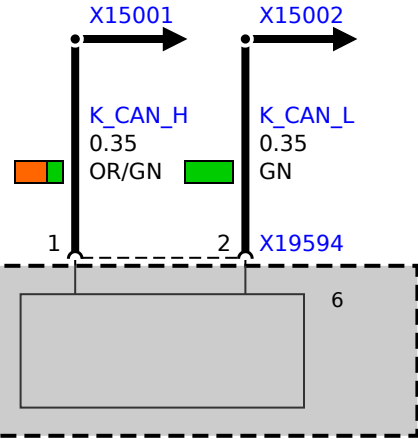 X15001
X15002
K_CAN_H
0.35
OR/GN
K_CAN_L
0.35
GN
1
2
X19594
6